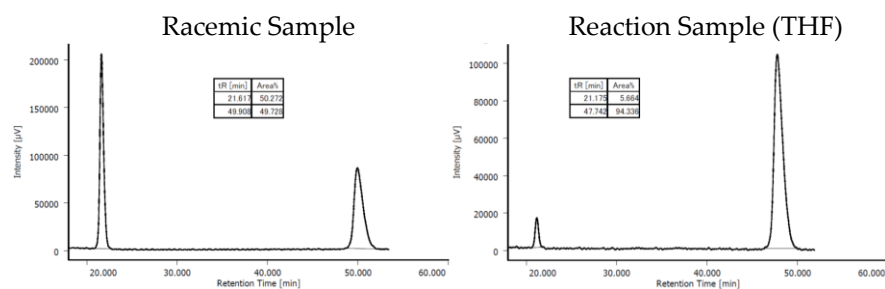 Racemic Sample
Reaction Sample (THF)
200000
150000
100000
50000
0
Intensity [µV]
tR [min] Area%
21.617 50.272
49.908 49.728
20.000 30.000 40.000 50.000 60.000
Retention Time [min]
100000
80000
60000
40000
20000
0
Intensity [µV]
tR [min] Area%
21.175 5.664
47.742 94.336
20.000 30.000 40.000 50.000 60.000
Retention Time [min]